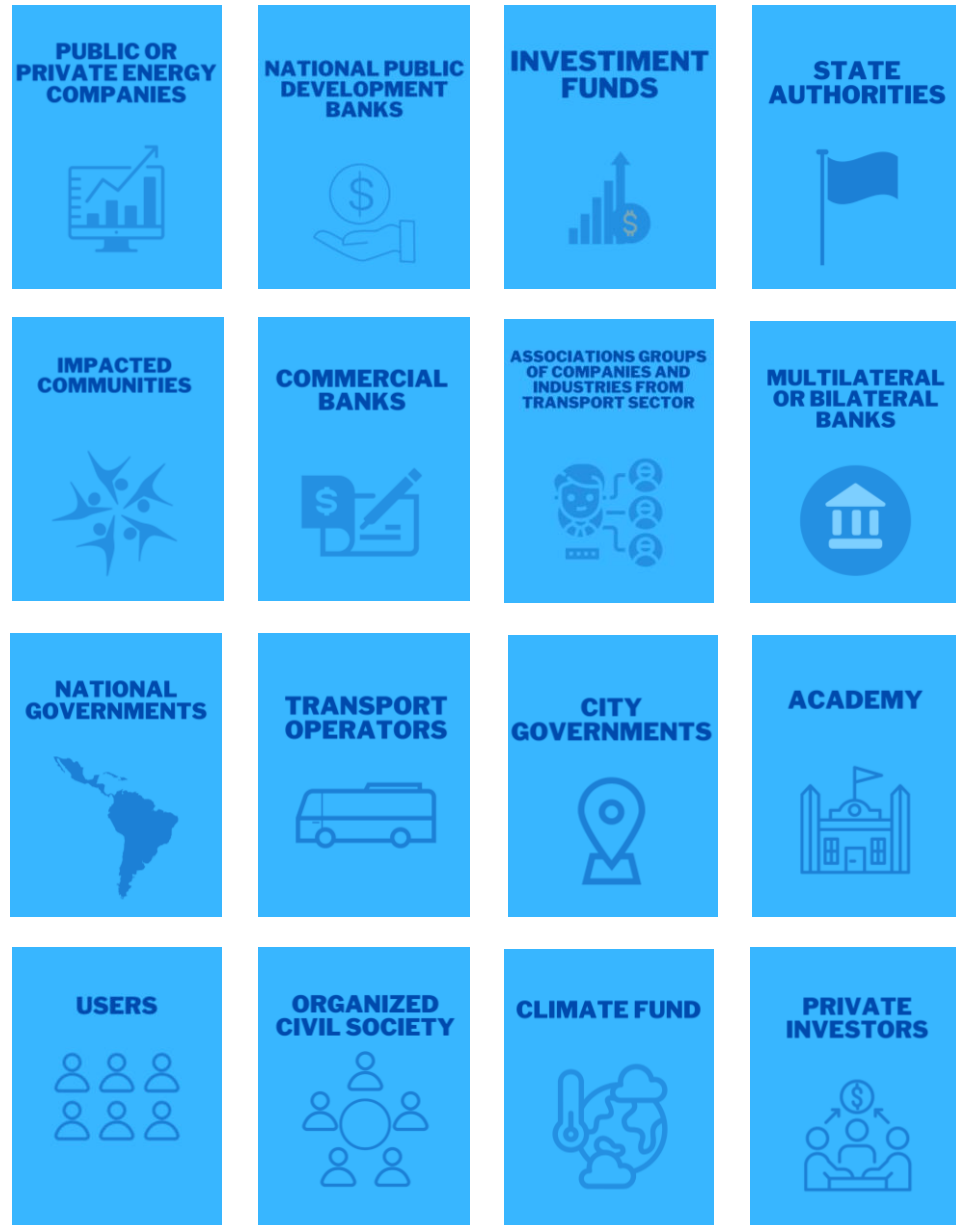 PUBLIC OR
PRIVATE ENERGY
COMPANIES
NATIONAL PUBLIC
DEVELOPMENT
BANKS
$
INVESTIMENT
FUNDS
$
STATE
AUTHORITIES
IMPACTED
COMMUNITIES
COMMERCIAL
BANKS
$
ASSOCIATIONS GROUPS
OF COMPANIES AND
INDUSTRIES FROM
TRANSPORT SECTOR
MULTILATERAL
OR BILATERAL
BANKS
NATIONAL
GOVERNMENTS
TRANSPORT
OPERATORS
CITY
GOVERNMENTS
ACADEMY
USERS
ORGANIZED
CIVIL SOCIETY
CLIMATE FUND
PRIVATE
INVESTORS
$